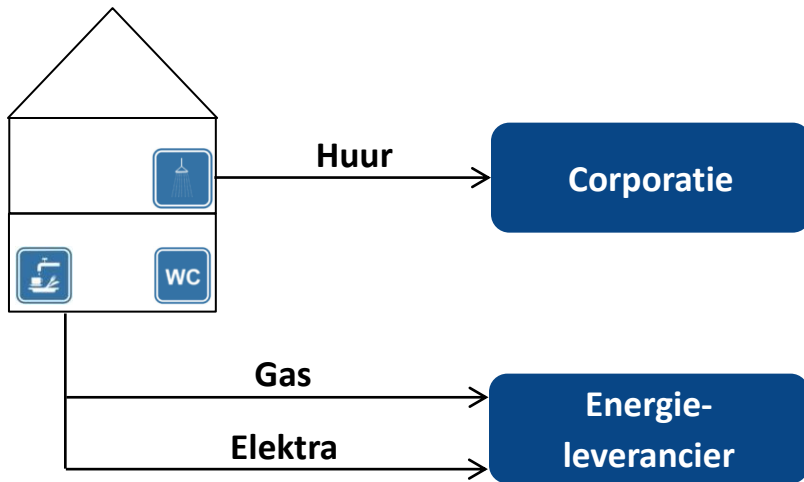 Huur
Corporatie
WC
Gas
Elektra
Energie-
leverancier